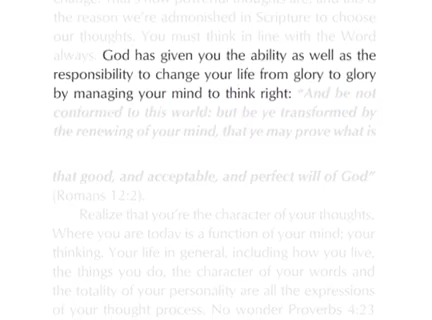 change. That's how powerful thoughts are, and this is
the reason we're admonished in Scripture to choose
our thoughts. You must think in line with the Word
always. God has given you the ability as well as the
responsibility to change your life from glory to glory
by managing your mind to think right: “And be not
conformed to this world: but be ye transformed by
the renewing of your mind, that ye may prove what is
that good, and acceptable, and perfect will of God”
(Romans 12:2).
Realize that you're the character of your thoughts.
Where you are today is a function of your mind; your
thinking. Your life in general, including how you live,
the things you do, the character of your words and
the totality of your personality are all the expressions
of your thought process. No wonder Proverbs 4:23